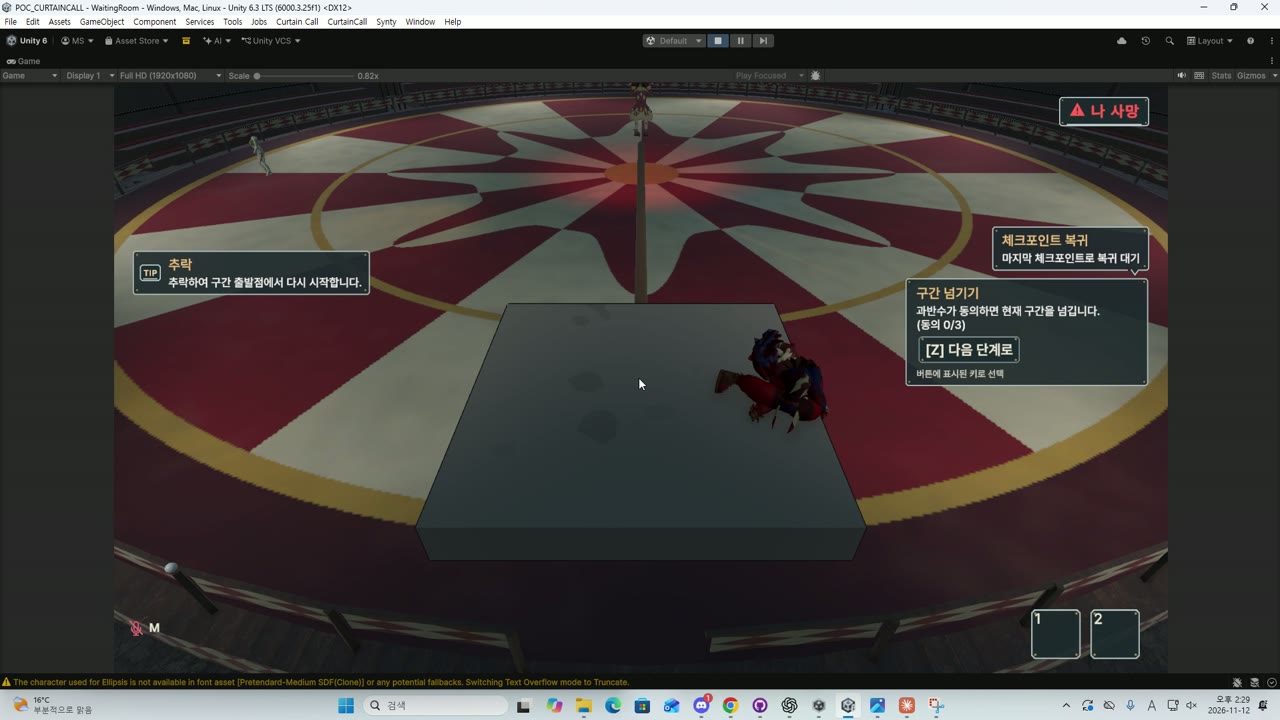 POC_CURTAINCALL - WaitingRoom - Windows, Mac, Linux - Unity 6.3 LTS (6000.3.25f1) <DX12>
File Edit Assets GameObject Component Services Tools Jobs Curtain Call CurtainCall Synty Window Help
Unity 6 MS Asset Store AI Unity VCS Default Layout
Game
Game Display 1 Full HD (1920x1080) Scale 0.82x Play Focused Stats Gizmos
나 사망
체크포인트 복귀
마지막 체크포인트로 복귀 대기
TIP
추락
추락하여 구간 출발점에서 다시 시작합니다.
구간 넘기기
과반수가 동의하면 현재 구간을 넘깁니다.
(동의 0/3)
[Z] 다음 단계로
버튼에 표시된 키로 선택
1 2
M
The character used for Ellipsis is not available in font asset [Pretendard-Medium SDF(Clone)] or any potential fallbacks. Switching Text Overflow mode to Truncate.
16°C
부분적으로 맑음
검색
1
A
오후 2:29
2026-11-12